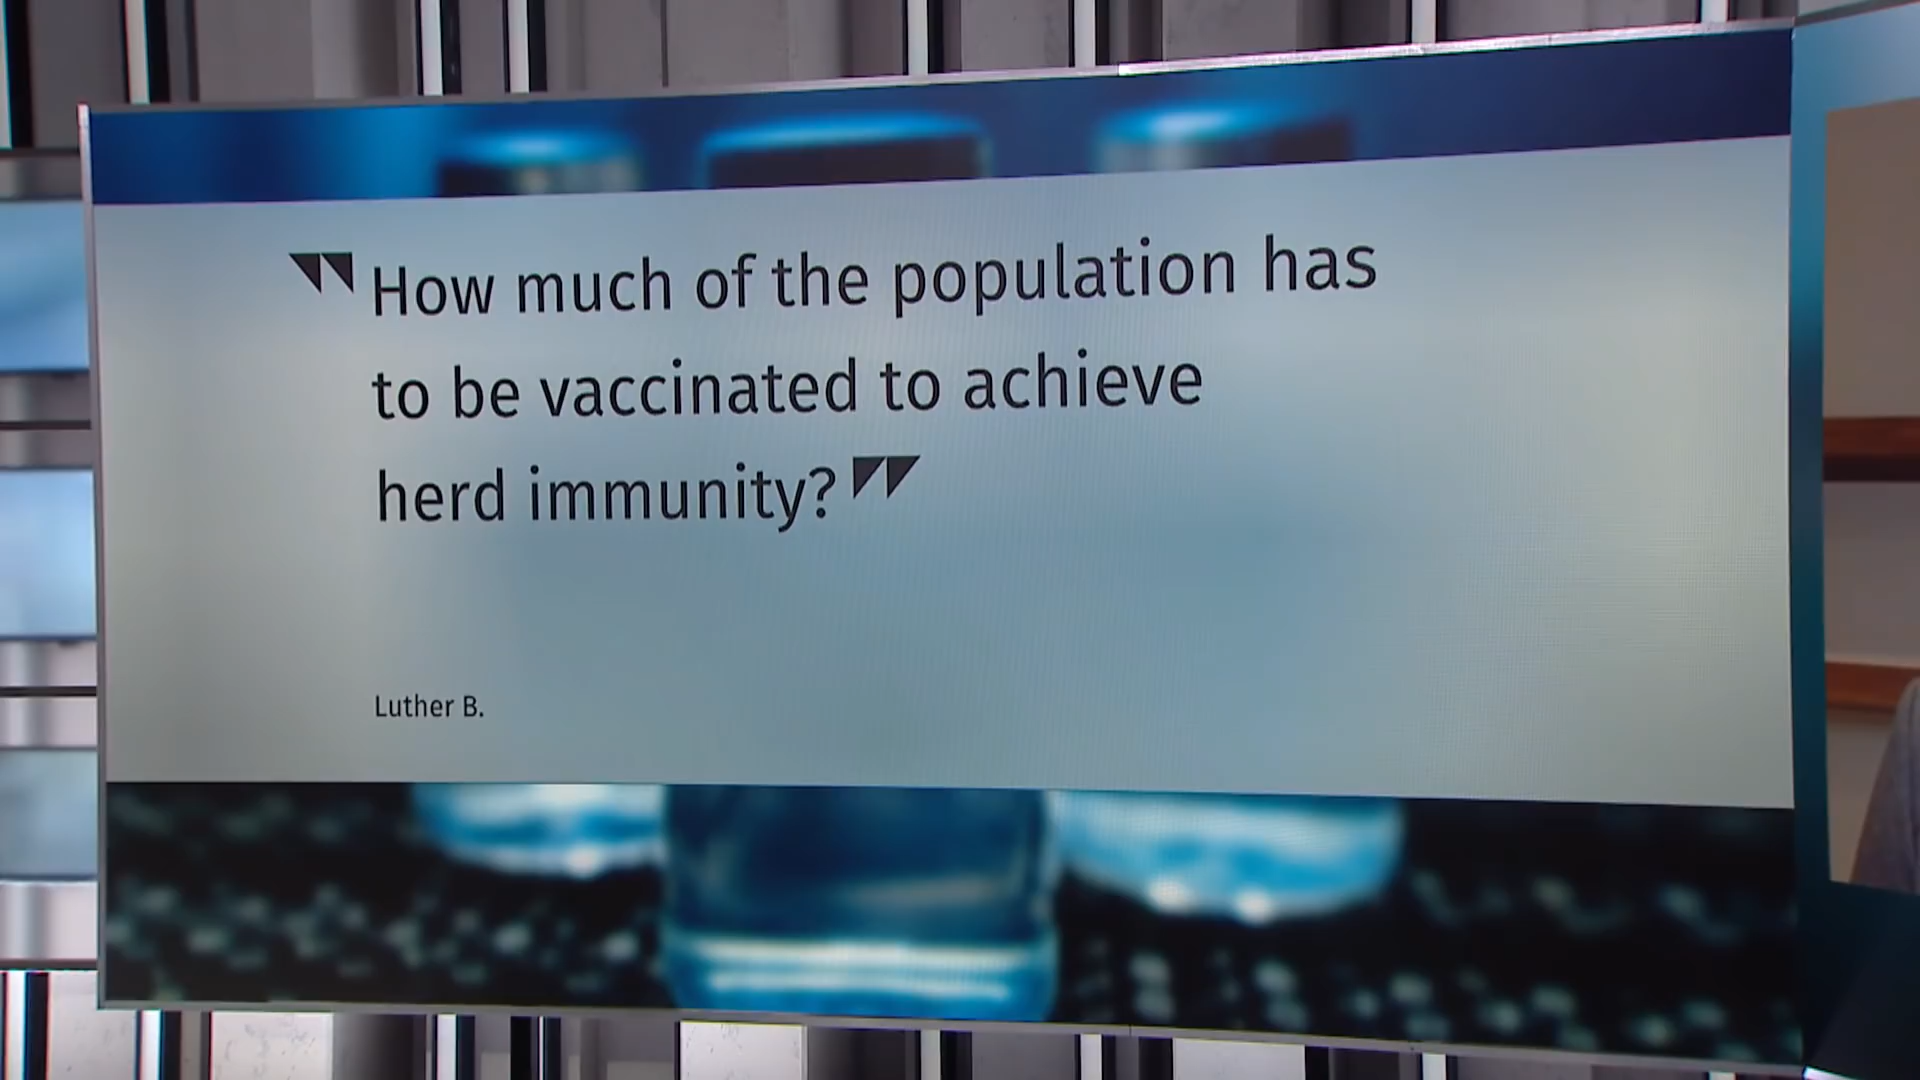 "How much of the population has
to be vaccinated to achieve
herd immunity?"
Luther B.